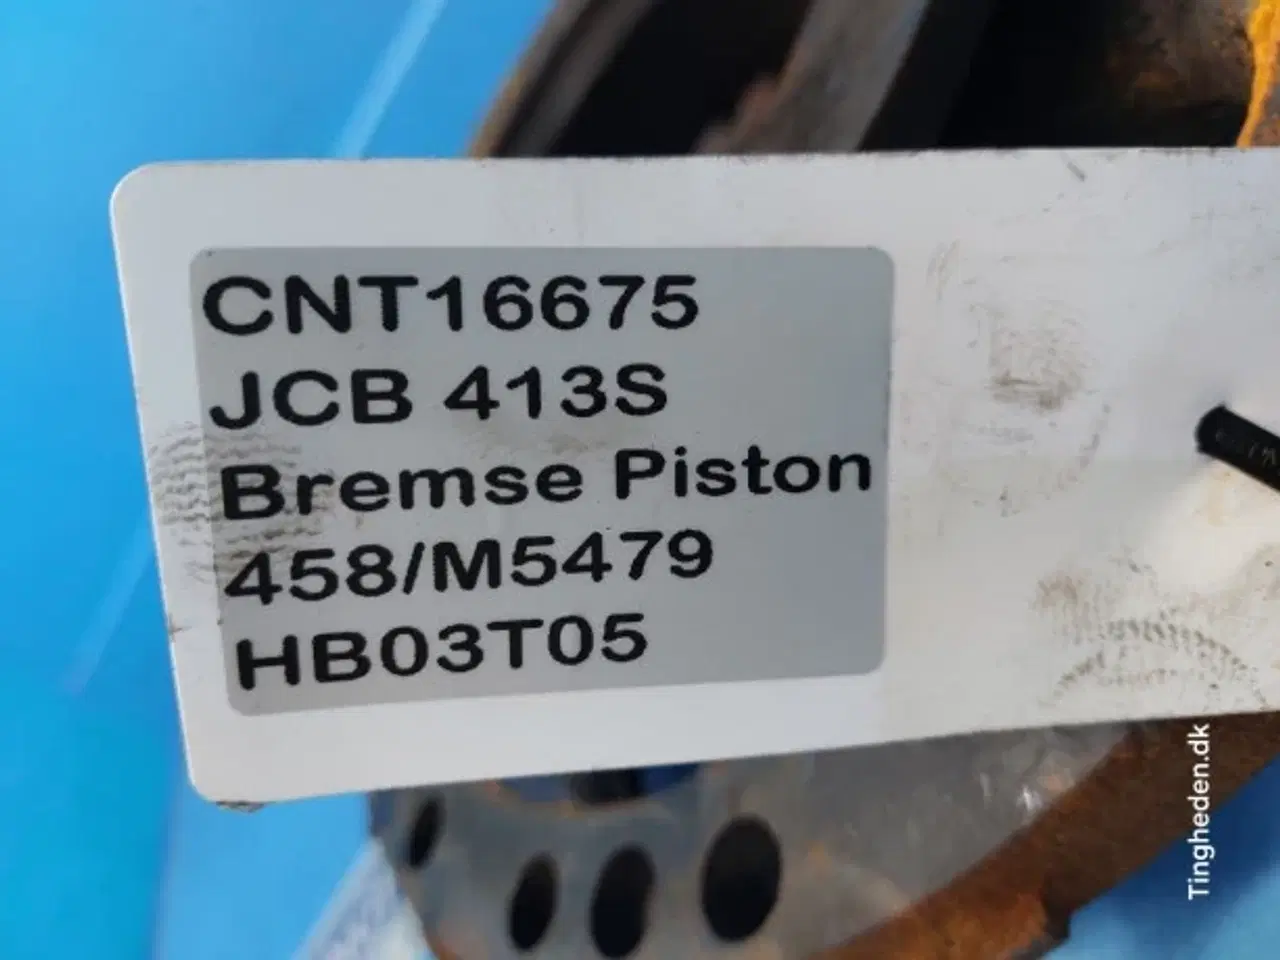 CNT16675
JCB 413S
Bremse Piston
458/M5479
HB03T05
Tingheden.dk